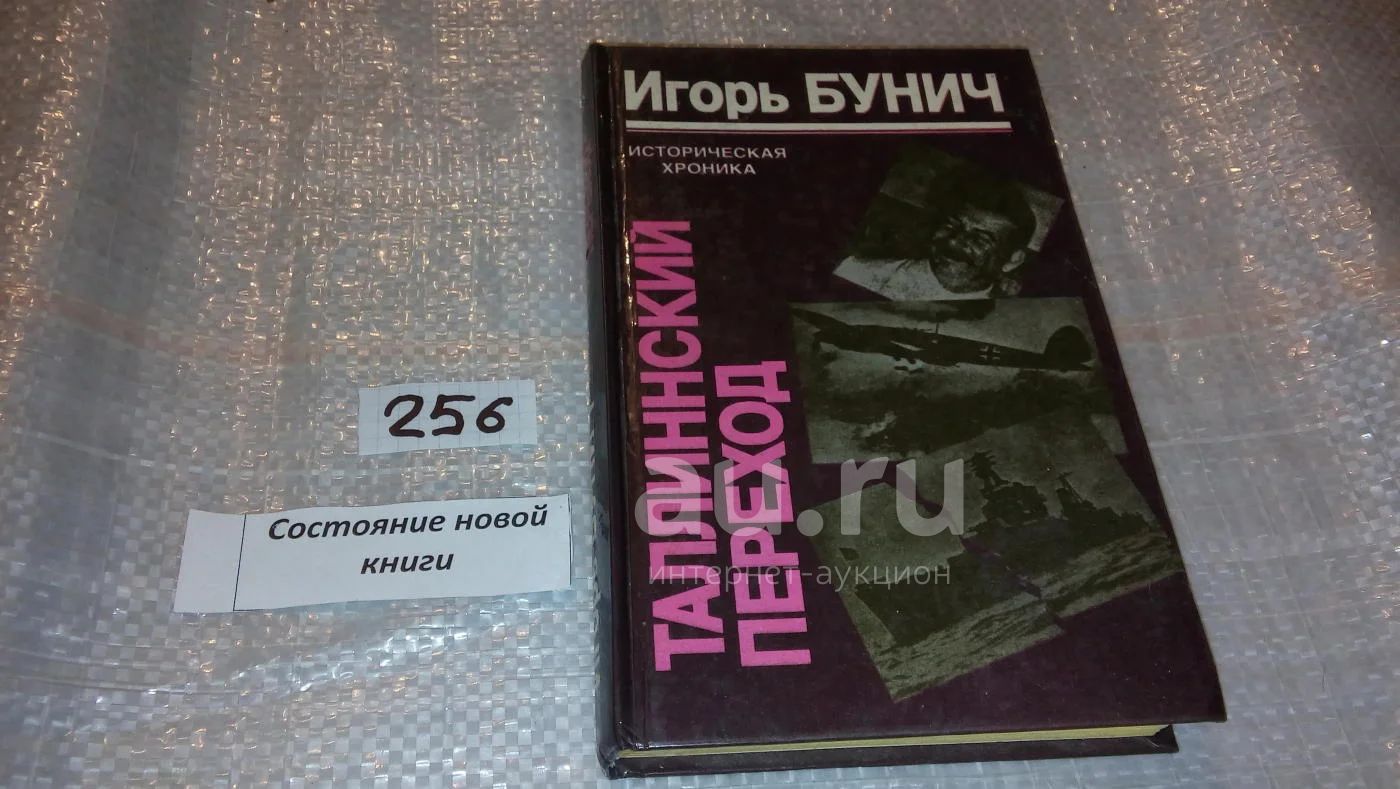 Игорь БУНИЧ
ИСТОРИЧЕСКАЯ
ХРОНИКА
ТАЛЛИННСКИЙ
ПЕРЕХОД
256
Состояние новой
книги
au.ru
интернет-аукцион